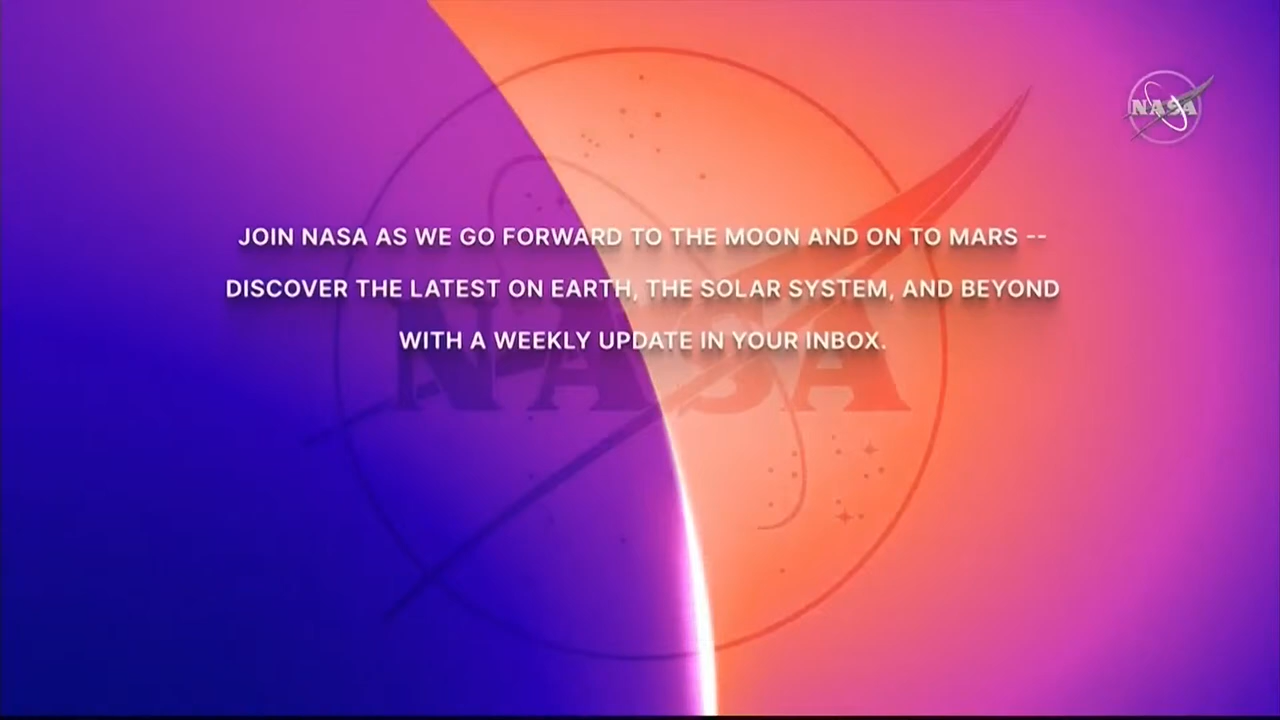 NASA
JOIN NASA AS WE GO FORWARD TO THE MOON AND ON TO MARS --
DISCOVER THE LATEST ON EARTH, THE SOLAR SYSTEM, AND BEYOND
WITH A WEEKLY UPDATE IN YOUR INBOX.
NASA